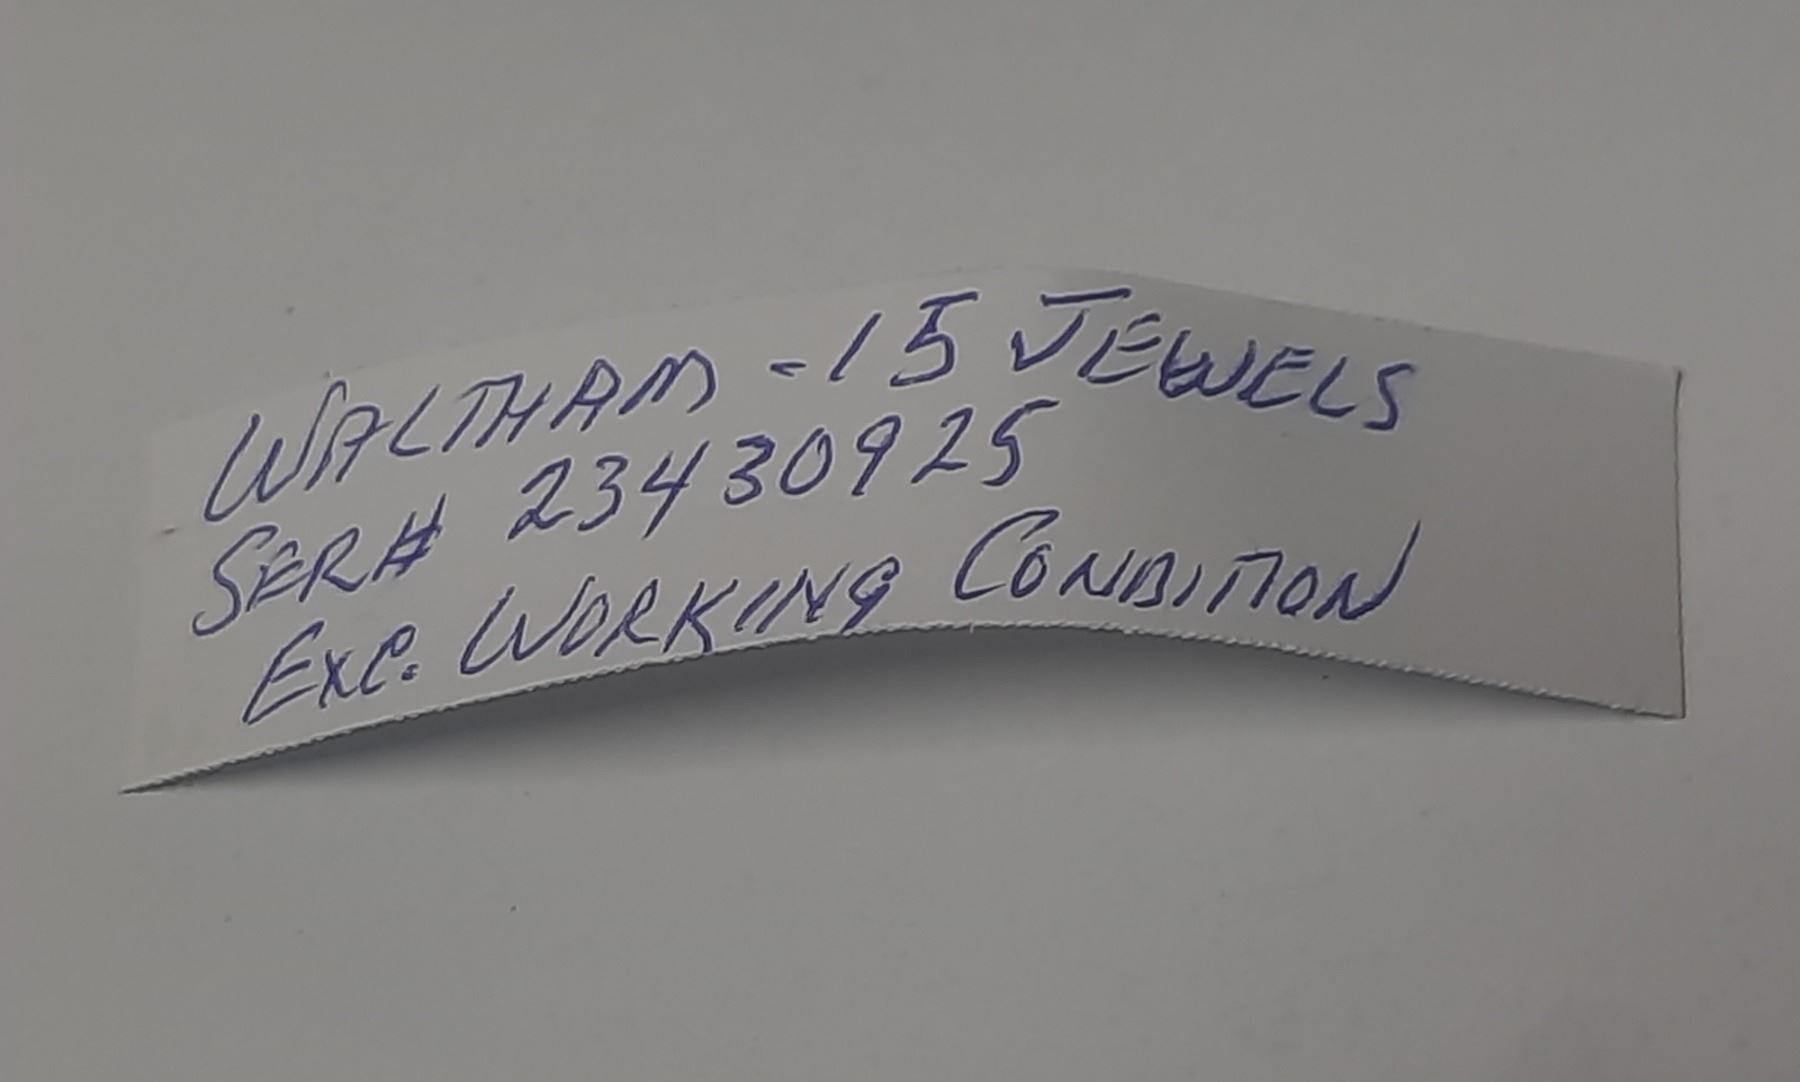 WALTHAM - 15 JEWELS
SER# 23430925
EXC. WORKING CONDITION